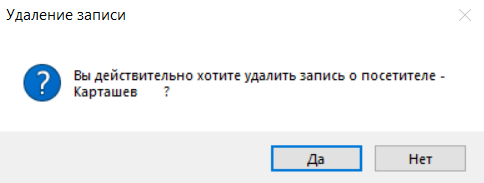 Удаление записи
Вы действительно хотите удалить запись о посетителе -
Карташев ?
Да
Нет